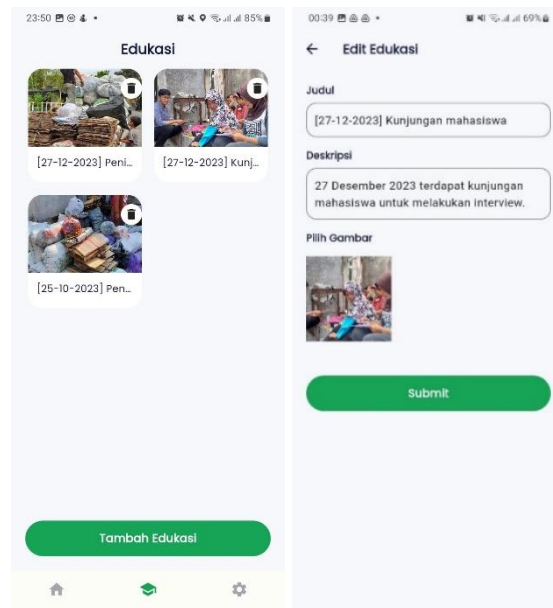 23:50
85%
Edukasi
[27-12-2023] Peni...
[27-12-2023] Kunj...
[25-10-2023] Pen...
Tambah Edukasi
00:39
69%
Edit Edukasi
Judul
[27-12-2023] Kunjungan mahasiswa
Deskripsi
27 Desember 2023 terdapat kunjungan
mahasiswa untuk melakukan interview.
Pilih Gambar
Submit